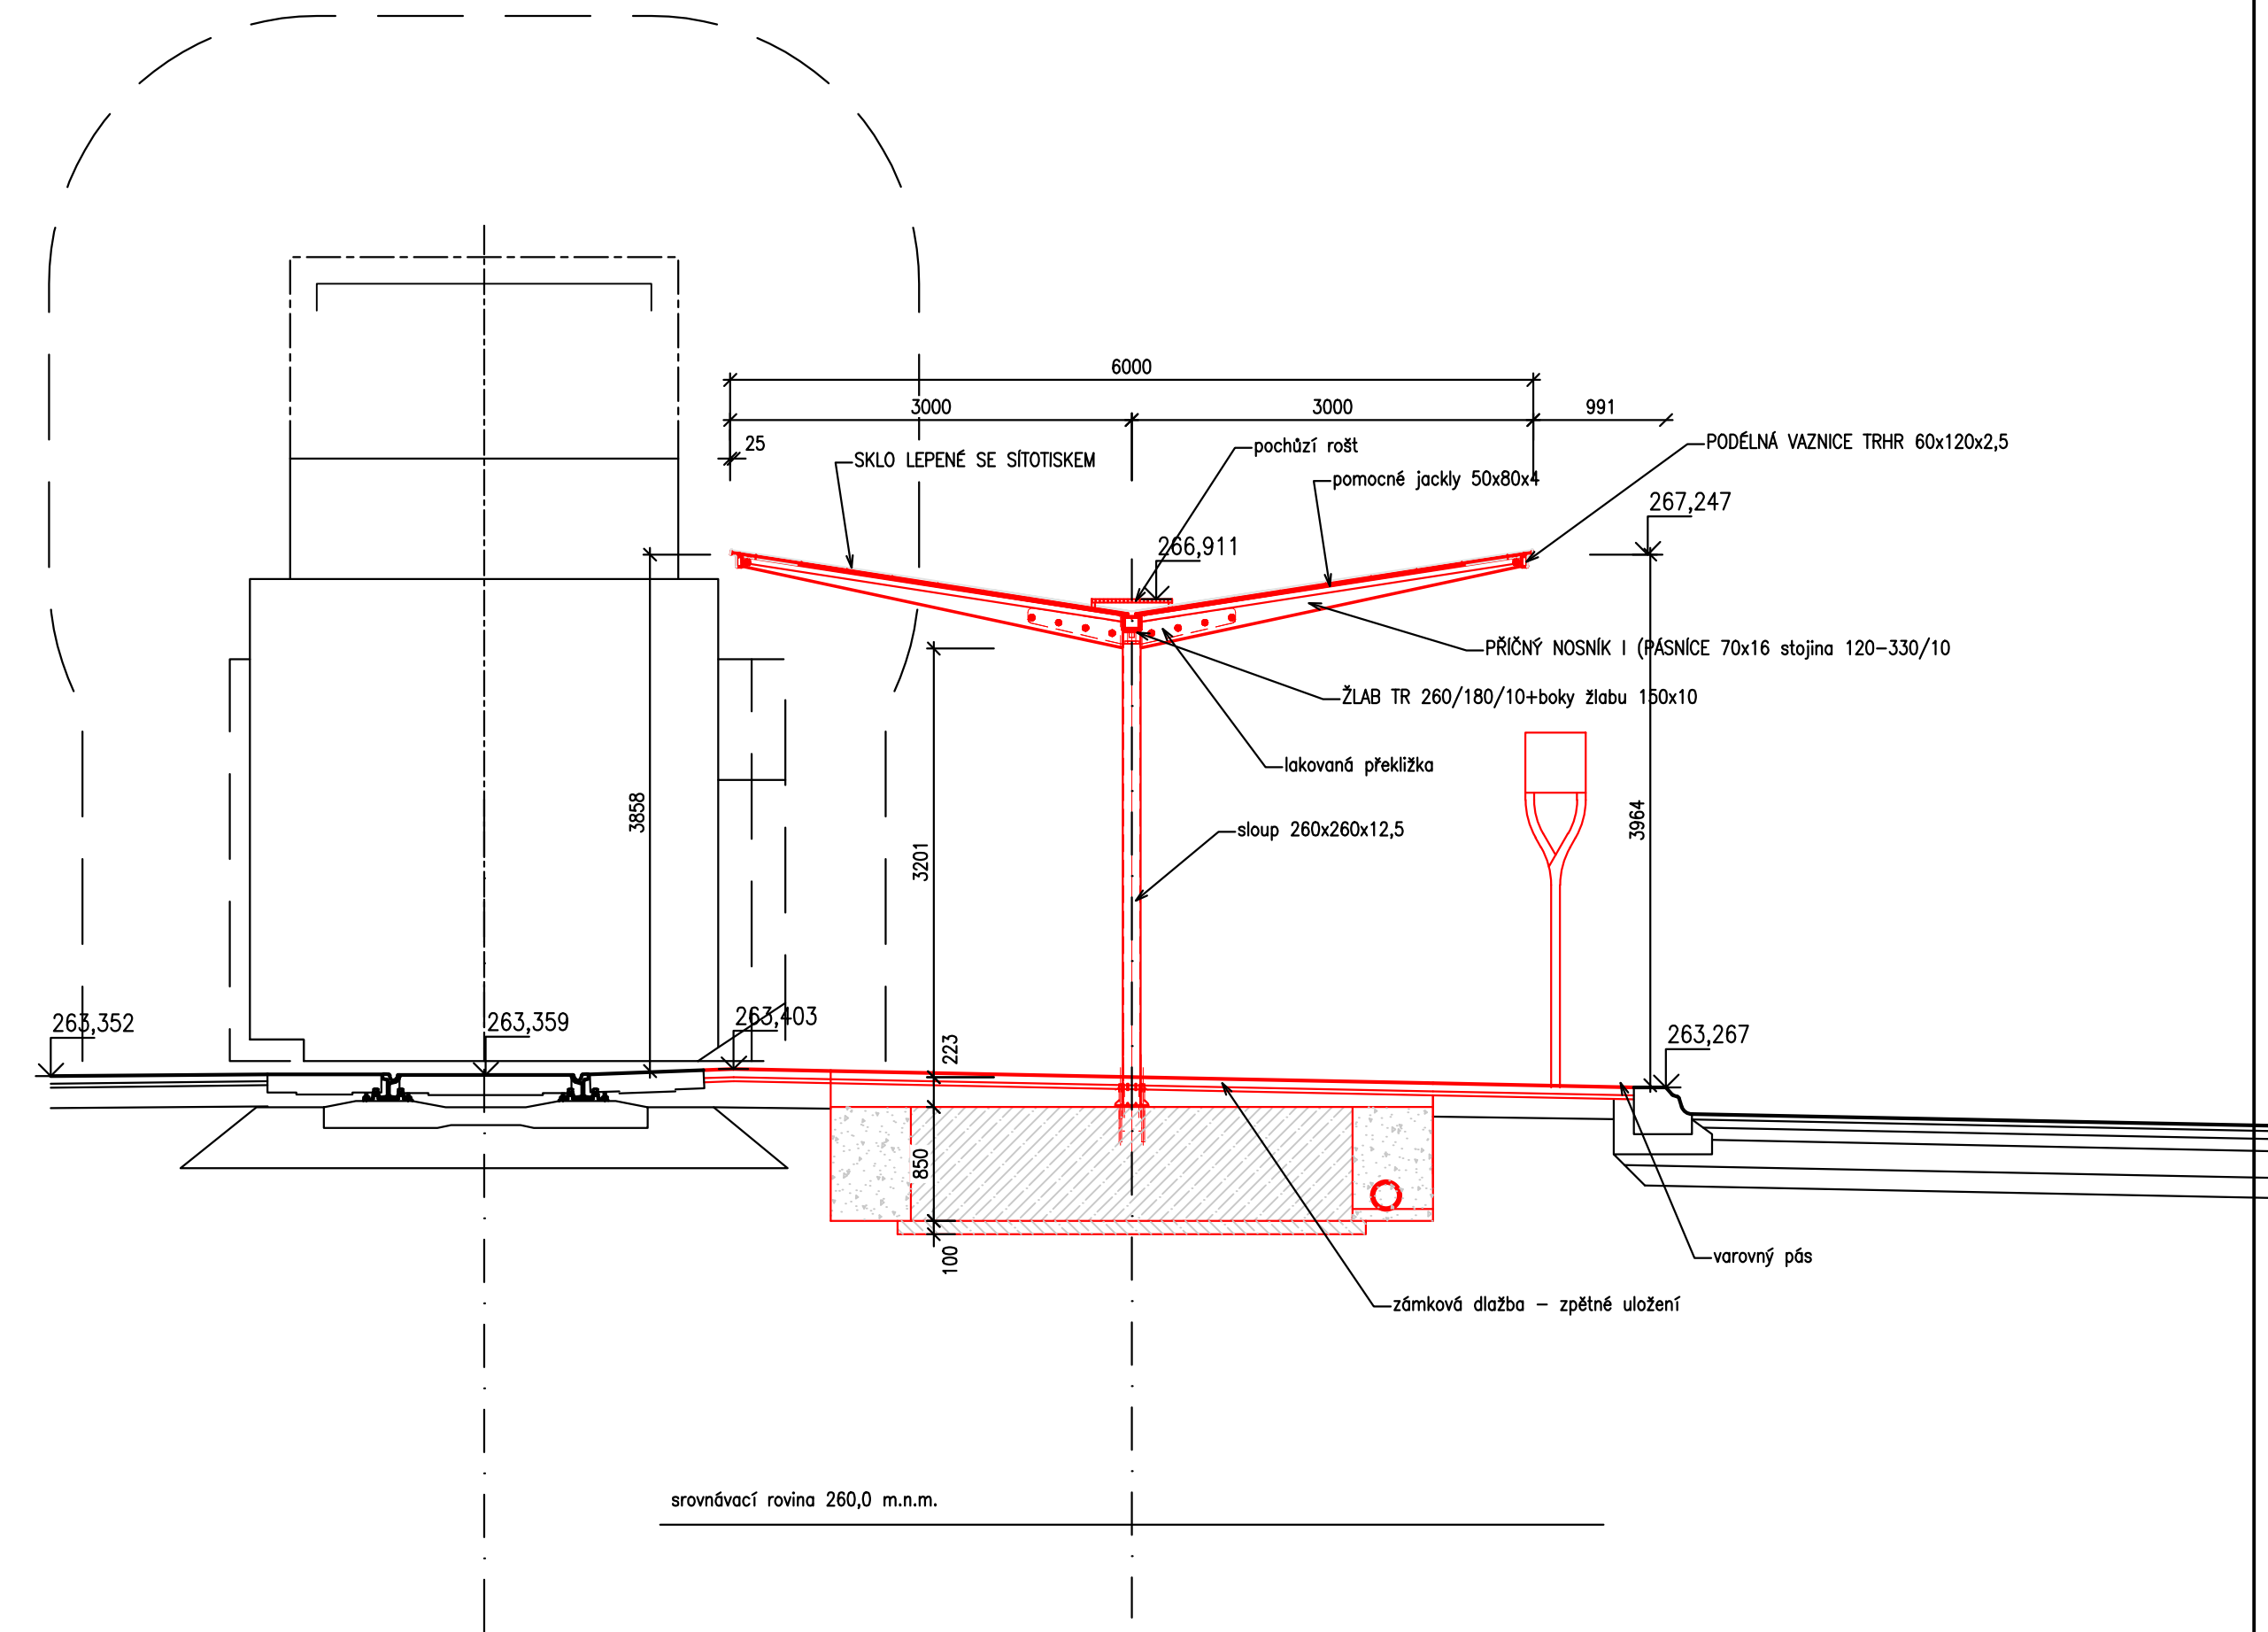 6000
3000
3000
991
25
SKLO LEPENÉ SE SÍTOTISKEM
pochůzí rošt
PODÉLNÁ VAZNICE TRHR 60x120x2,5
pomocné jackly 50x80x4
267,247
266,911
PŘÍČNÝ NOSNÍK I (PÁSNÍCE 70x16 stojina 120-330/10
ŽLAB TR 260/180/10+boky žlabu 150x10
lakovaná překližka
3858
3201
sloup 260x260x12,5
3964
263,352
263,359
263,403
263,267
223
850
100
varovný pás
zámková dlažba - zpětné uložení
srovnávací rovina 260,0 m.n.m.